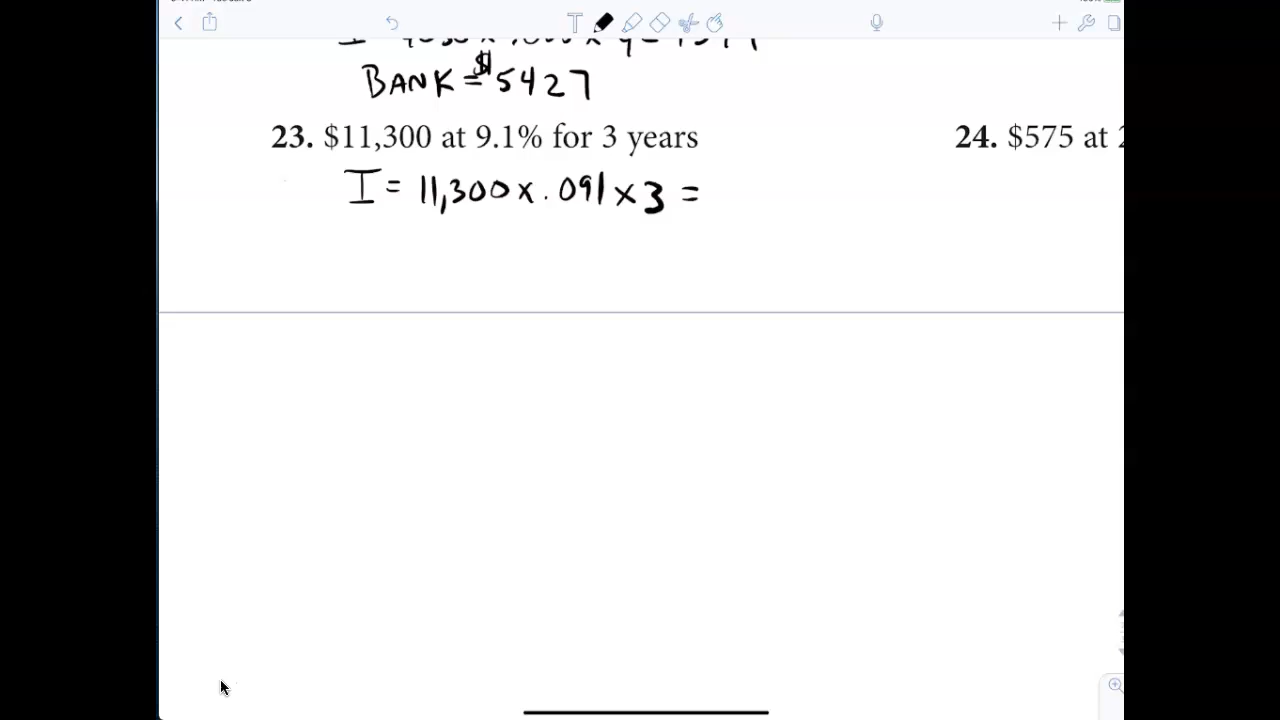 BANK = $5427
23. $11,300 at 9.1% for 3 years
24. $575 at
I = 11,300 x .091 x 3 =